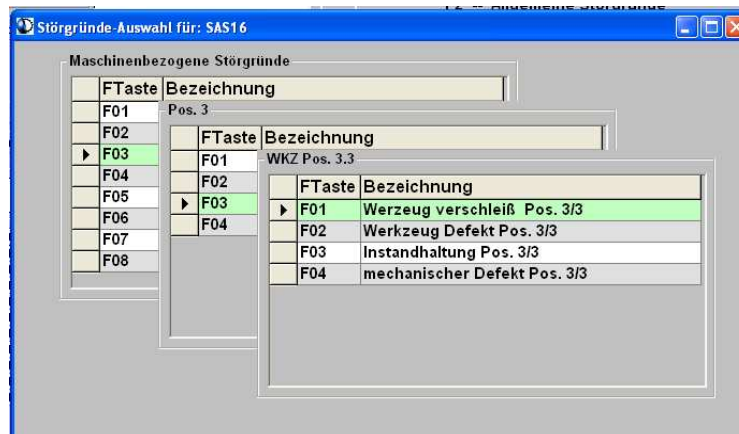 Störgründe-Auswahl für: SAS16
Maschinenbezogene Störgründe
FTaste Bezeichnung
F01
F02
F03
F04
F05
F06
F07
F08
Pos. 3
FTaste Bezeichnung
F01
F02
F03
F04
WKZ Pos. 3.3
FTaste Bezeichnung
F01 Werzeug verschleiß Pos. 3/3
F02 Werkzeug Defekt Pos. 3/3
F03 Instandhaltung Pos. 3/3
F04 mechanischer Defekt Pos. 3/3